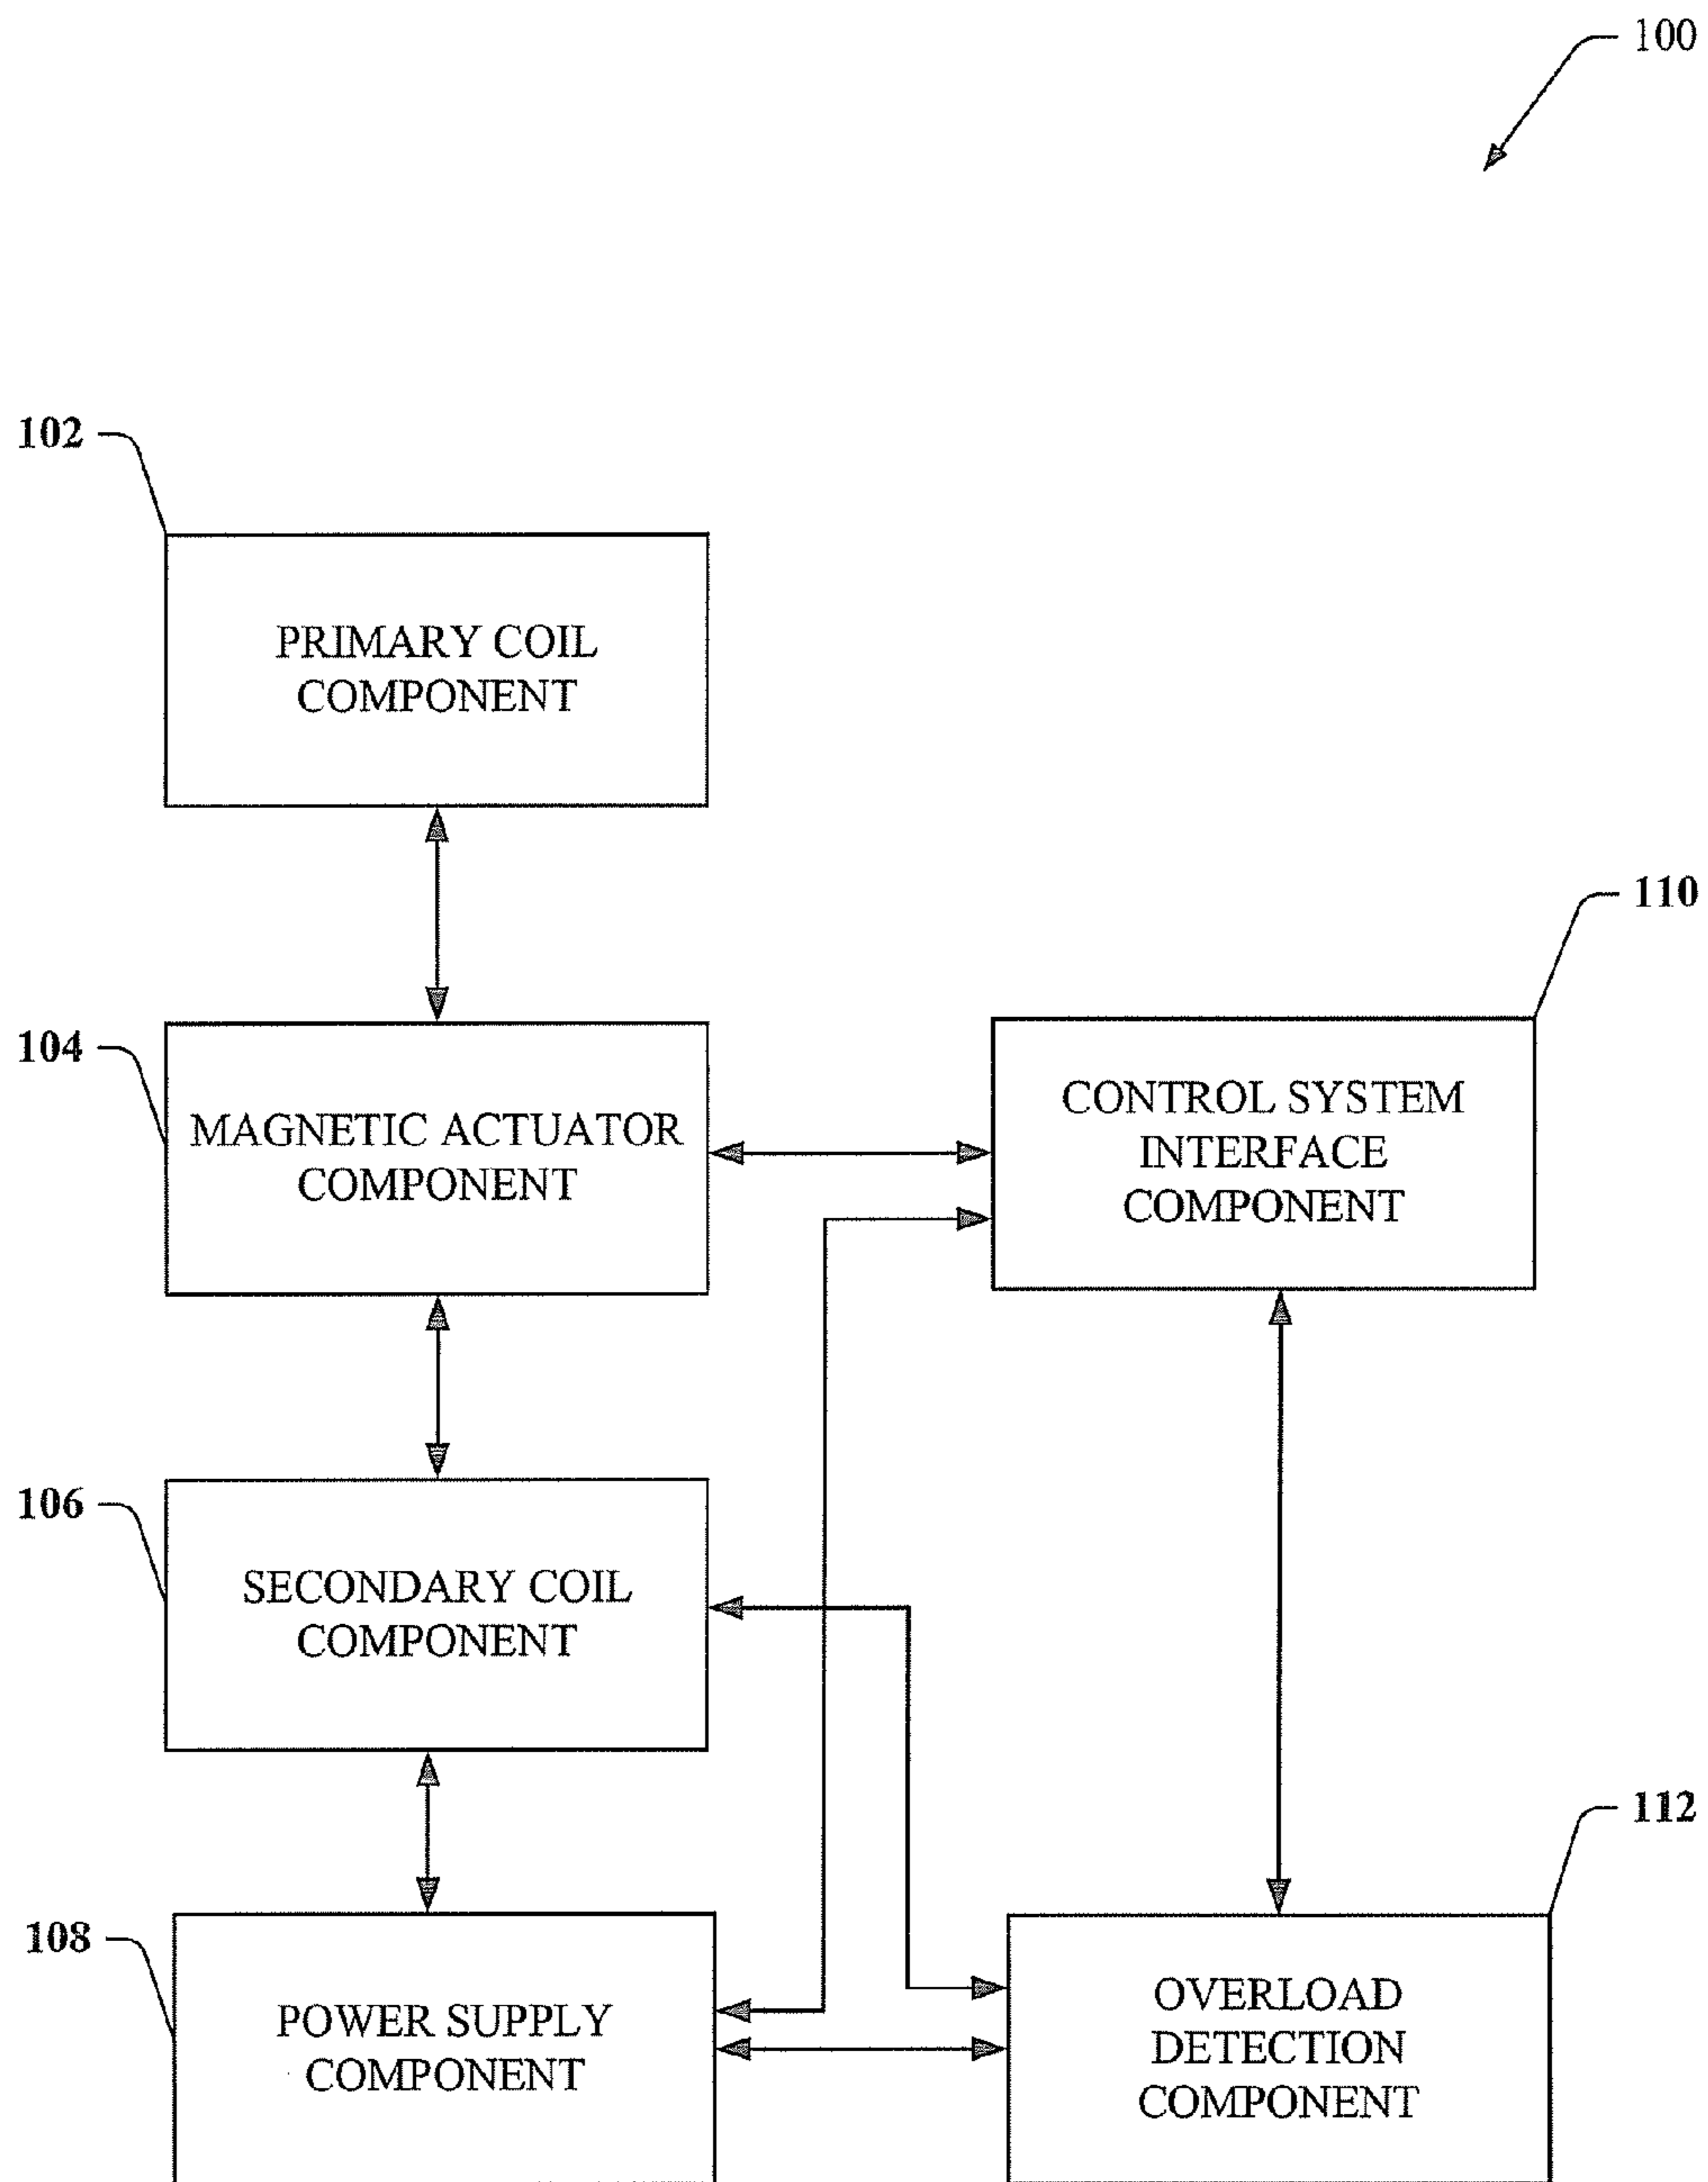 100
102
PRIMARY COIL
COMPONENT
104
MAGNETIC ACTUATOR
COMPONENT
110
CONTROL SYSTEM
INTERFACE
COMPONENT
106
SECONDARY COIL
COMPONENT
108
POWER SUPPLY
COMPONENT
112
OVERLOAD
DETECTION
COMPONENT